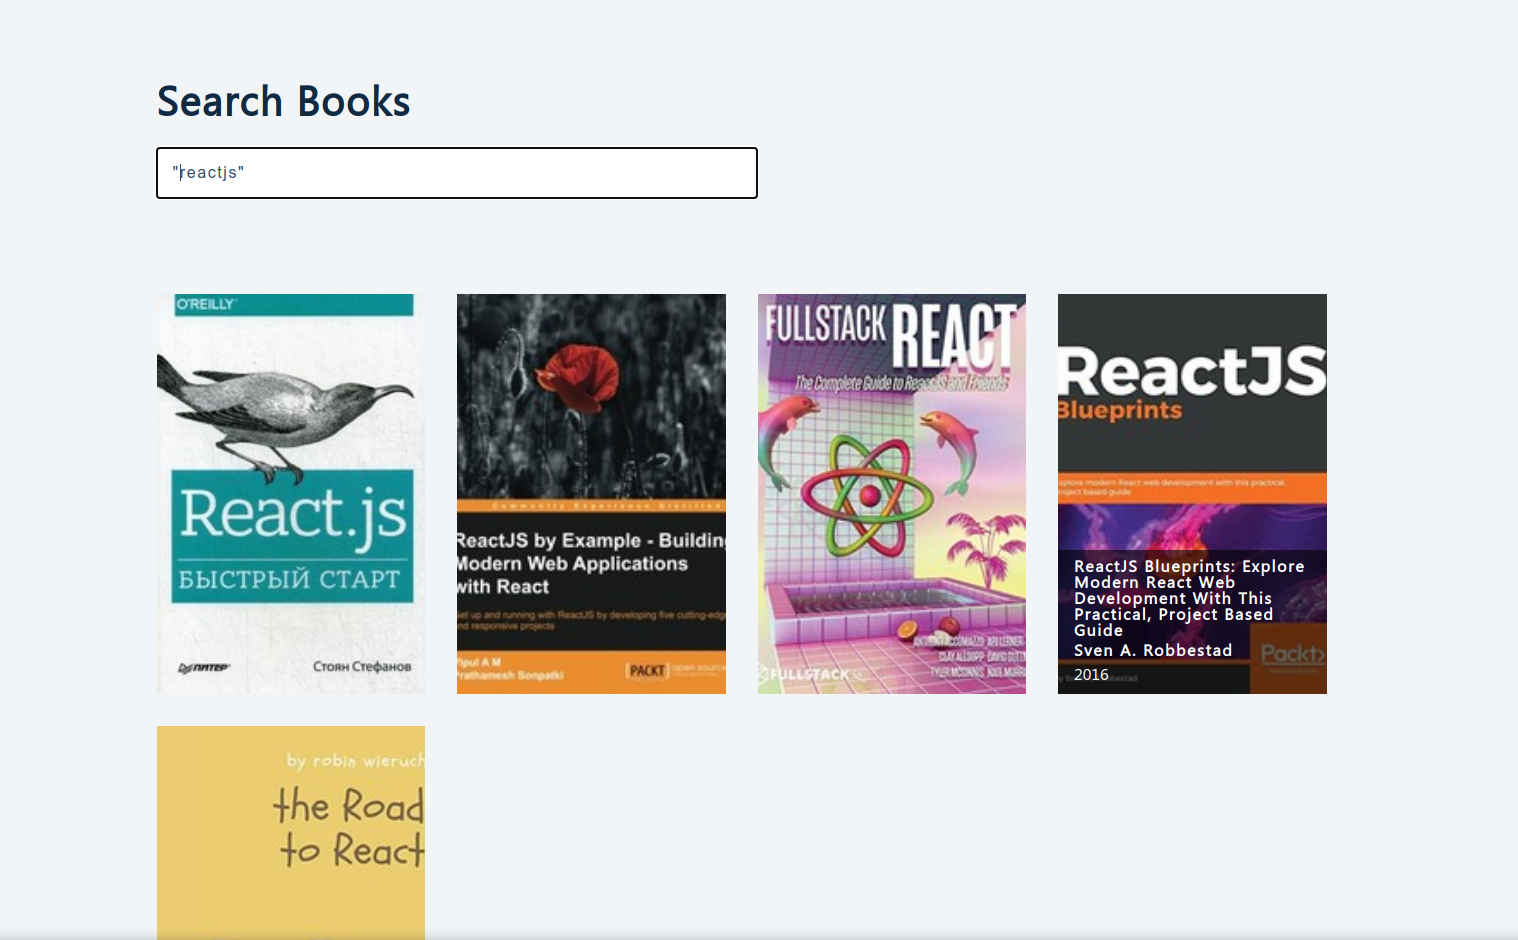 Search Books
"reactjs"
O'REILLY
React.js
БЫСТРЫЙ СТАРТ
ПИТЕР
Стоян Стефанов
Community Experience Distilled
ReactJS by Example - Building
Modern Web Applications
with React
Get up and running with ReactJS by developing five cutting-edge
and responsive projects
Vipul A M
Prathamesh Sonpatki
[PACKT] open source
FULLSTACK REACT
The Complete Guide to ReactJS and Friends
ANTHONY ACCOMAZZO ARI LERNER
CLAY ALLSOPP DAVID GUTT
TYLER MCGINNIS NATE MURRA
FULLSTACK
ReactJS
Blueprints
Explore modern React web development with this practical
project based guide
ReactJS Blueprints: Explore
Modern React Web
Development With This
Practical, Project Based
Guide
Sven A. Robbestad
2016
Packt>
by robin wieruch
the Road
to React